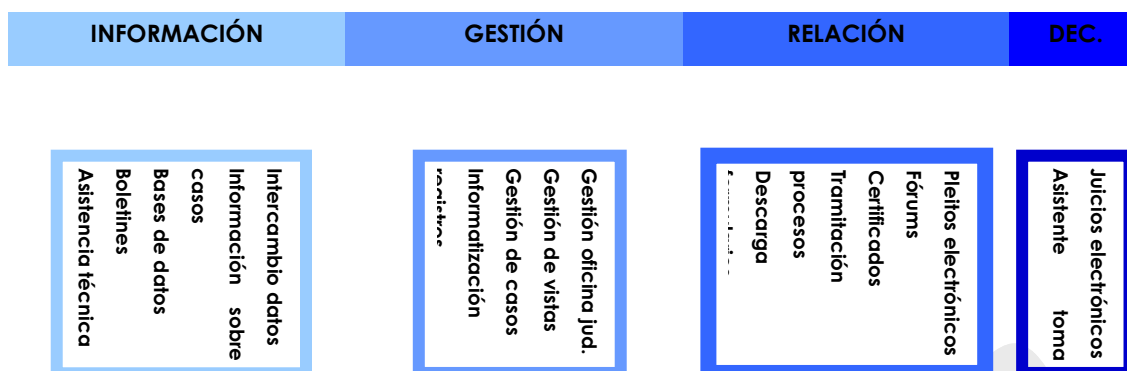 INFORMACIÓN
GESTIÓN
RELACIÓN
DEC.
Intercambio datos
Información sobre
casos
Bases de datos
Boletines
Asistencia técnica
Gestión oficina jud.
Gestión de vistas
Gestión de casos
Informatización
registros
Pleitos electrónicos
Fórums
Certificados
Tramitación
procesos
Descarga
Juicios electrónicos
Asistente toma